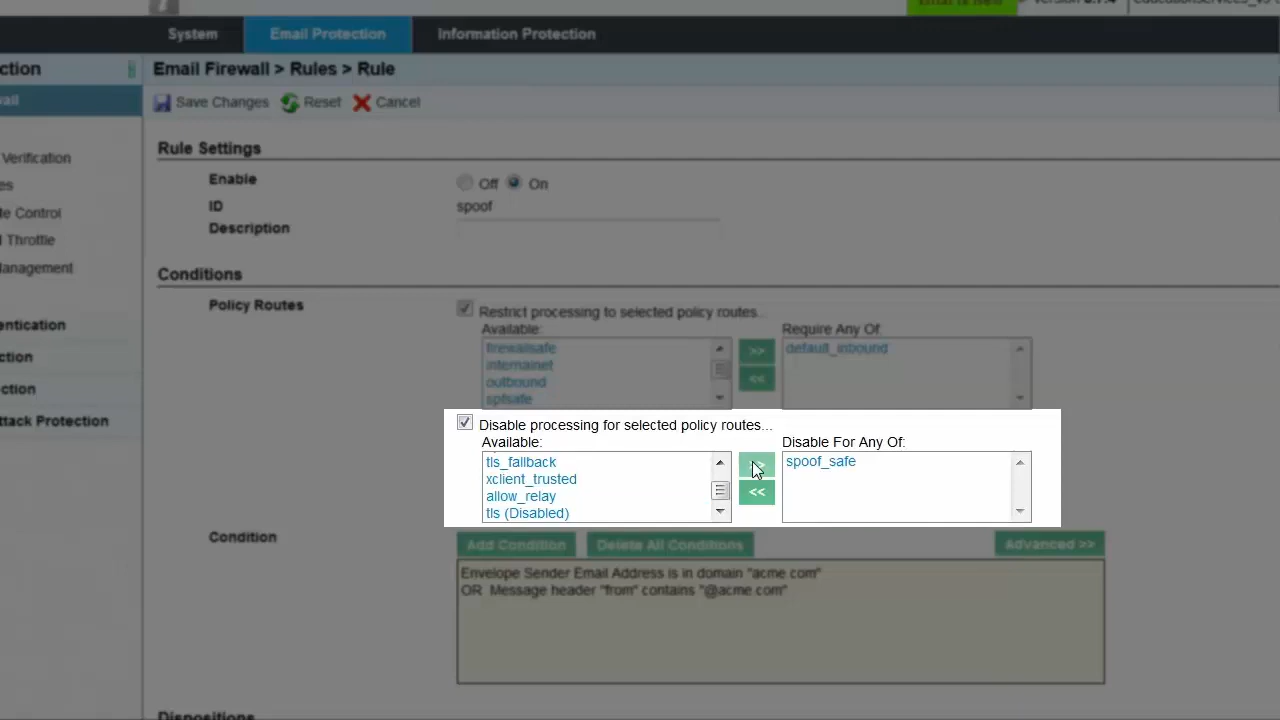 System
Email Protection
Information Protection
ction
Email Firewall > Rules > Rule
wall
Save Changes
Reset
Cancel
Rule Settings
Verification
Enable
Off
On
es
ID
spoof
te Control
Description
Throttle
Management
Conditions
Policy Routes
Restrict processing to selected policy routes...
entication
Available:
Require Any Of:
firewallsafe
>>
default_inbound
internalnet
ction
outbound
<<
ction
spfsafe
ttack Protection
Disable processing for selected policy routes...
Available:
Disable For Any Of:
tls_fallback
>>
spoof_safe
xclient_trusted
allow_relay
<<
tls (Disabled)
Condition
Add Condition
Delete All Conditions
Advanced >>
Envelope Sender Email Address is in domain "acme.com"
OR Message header "from" contains "@acme.com"
Dispositions